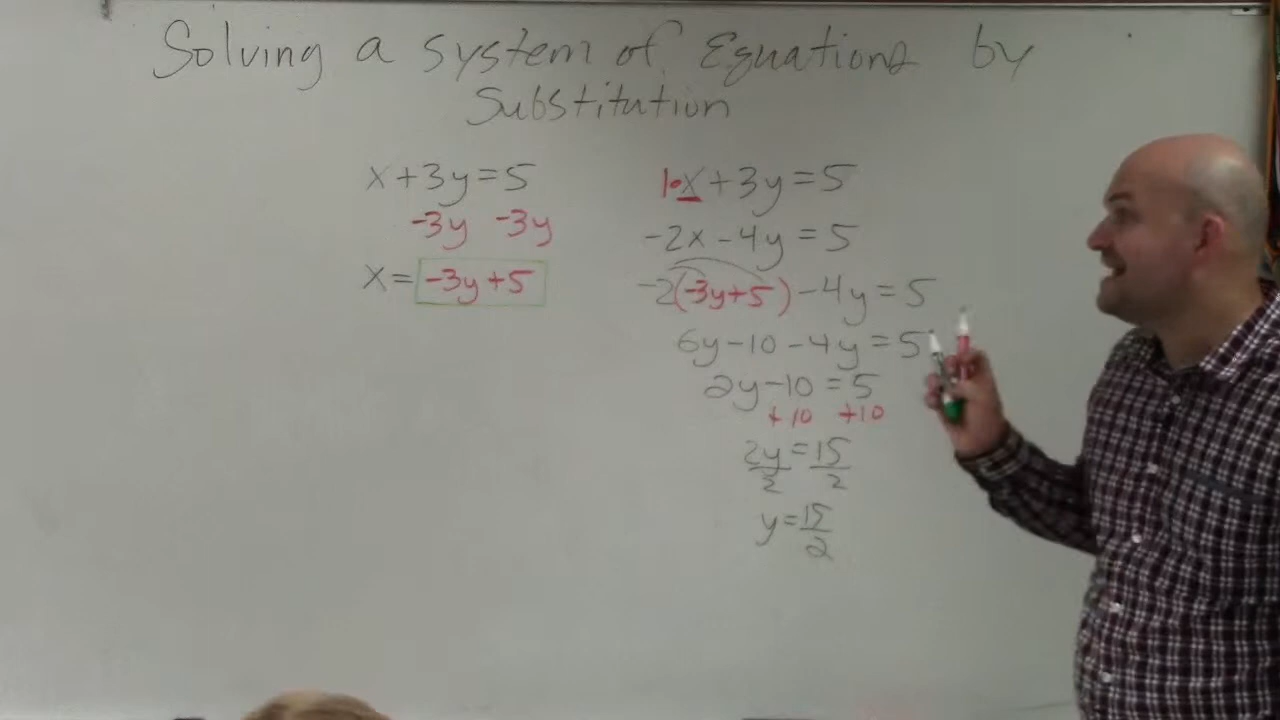 Solving a system of Equations by
Substitution
x+3y=5
-3y -3y
x= -3y+5
1•x+3y=5
-2x-4y=5
-2(-3y+5)-4y=5
6y-10-4y=5
2y-10=5
+10 +10
2y=15
2 2
y=15
2